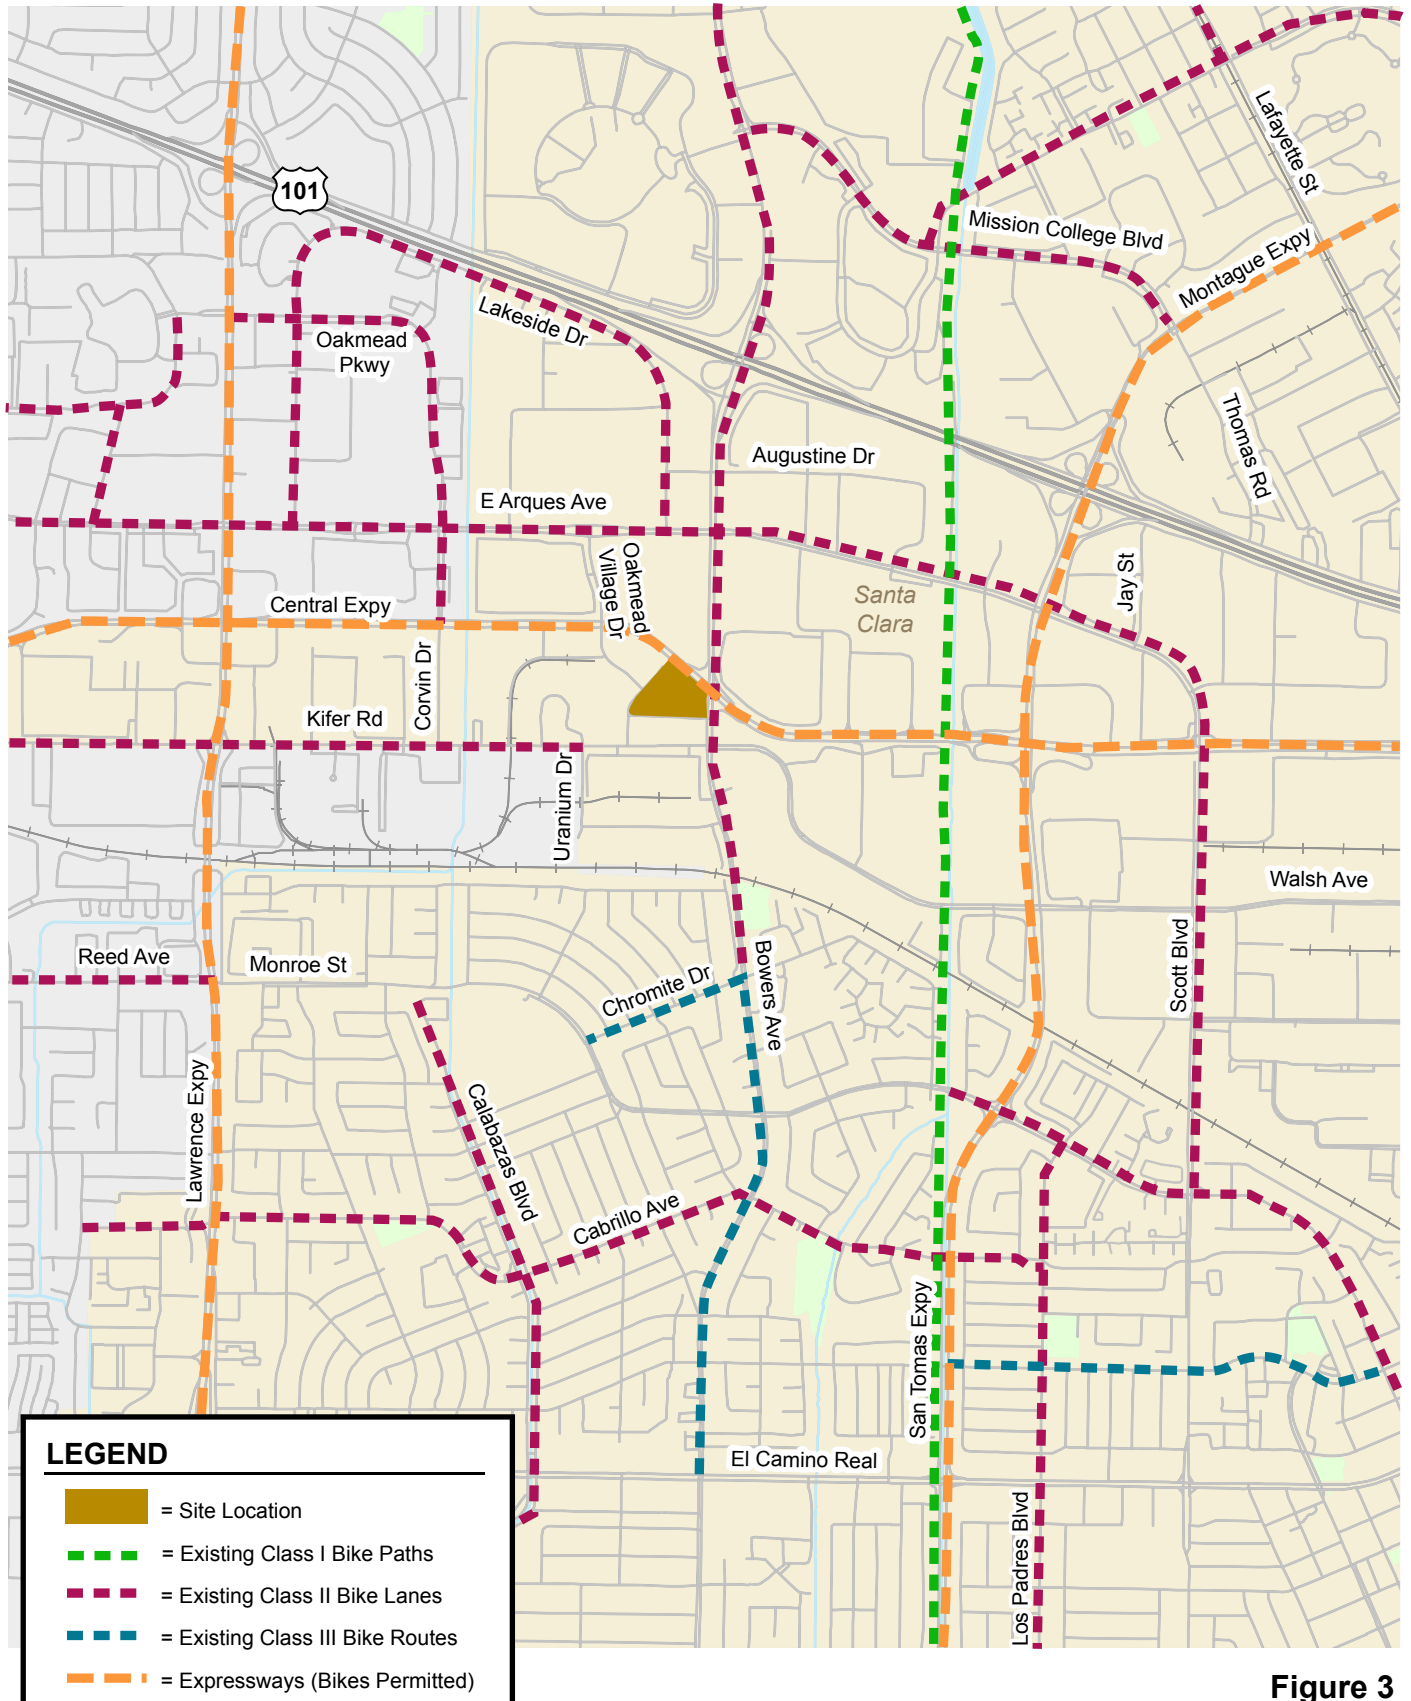 101
Lafayette St
Mission College Blvd
Montague Expy
Lakeside Dr
Oakmead
Pkwy
Thomas Rd
Augustine Dr
E Arques Ave
Oakmead
Village Dr
Jay St
Santa
Clara
Central Expy
Corvin Dr
Kifer Rd
Uranium Dr
Walsh Ave
Scott Blvd
Reed Ave
Monroe St
Chromite Dr
Bowers Ave
Lawrence Expy
Calabazas Blvd
Cabrillo Ave
San Tomas Expy
El Camino Real
Los Padres Blvd
LEGEND
= Site Location
= Existing Class I Bike Paths
= Existing Class II Bike Lanes
= Existing Class III Bike Routes
= Expressways (Bikes Permitted)
Figure 3